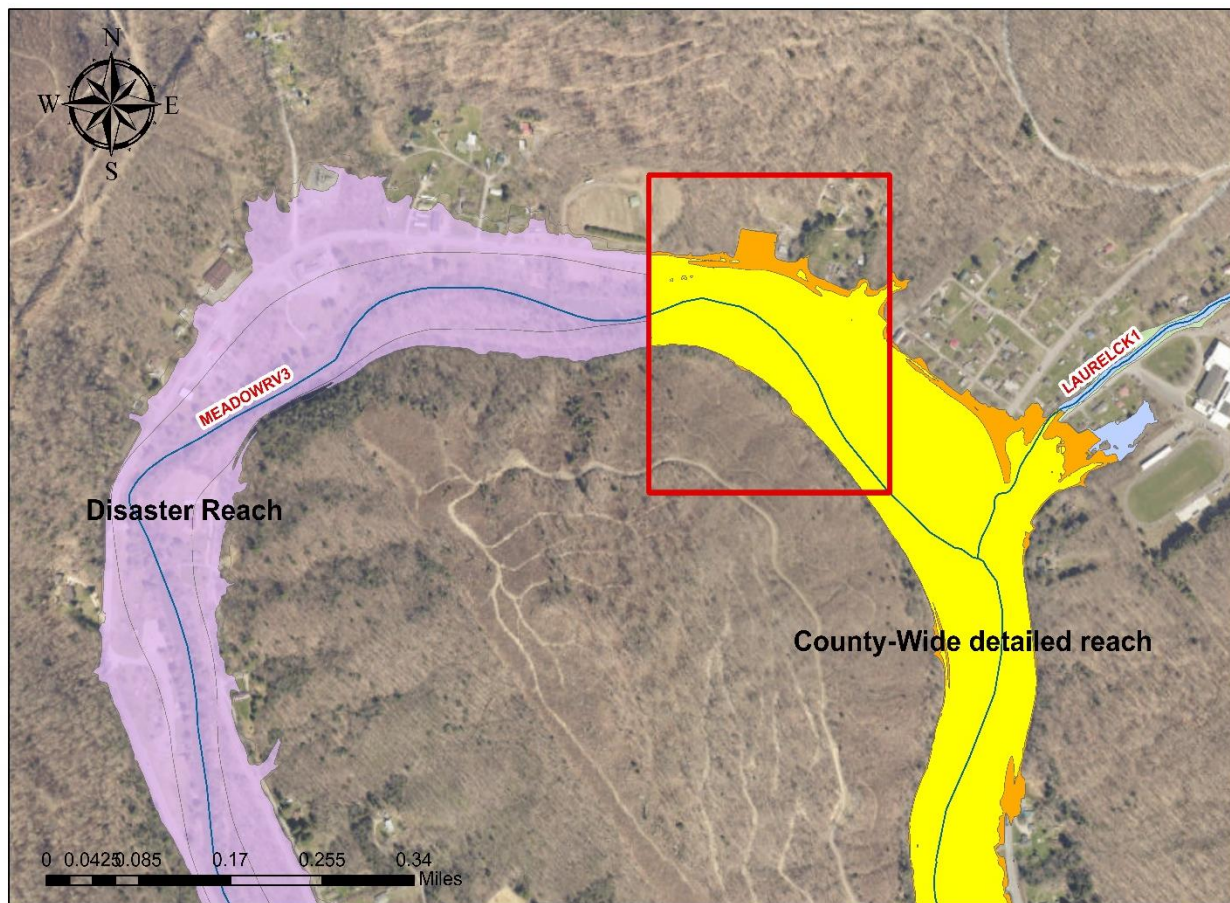 N
W E
S
LAURELCK1
MEADOWRV3
Disaster Reach
County-Wide detailed reach
0 0.0425 0.085 0.17 0.255 0.34
Miles